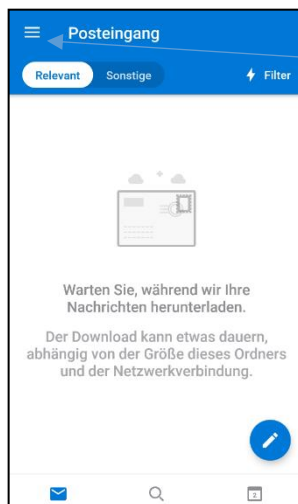 Posteingang
Relevant
Sonstige
Filter
Warten Sie, während wir Ihre
Nachrichten herunterladen.
Der Download kann etwas dauern,
abhängig von der Größe dieses Ordners
und der Netzwerkverbindung.